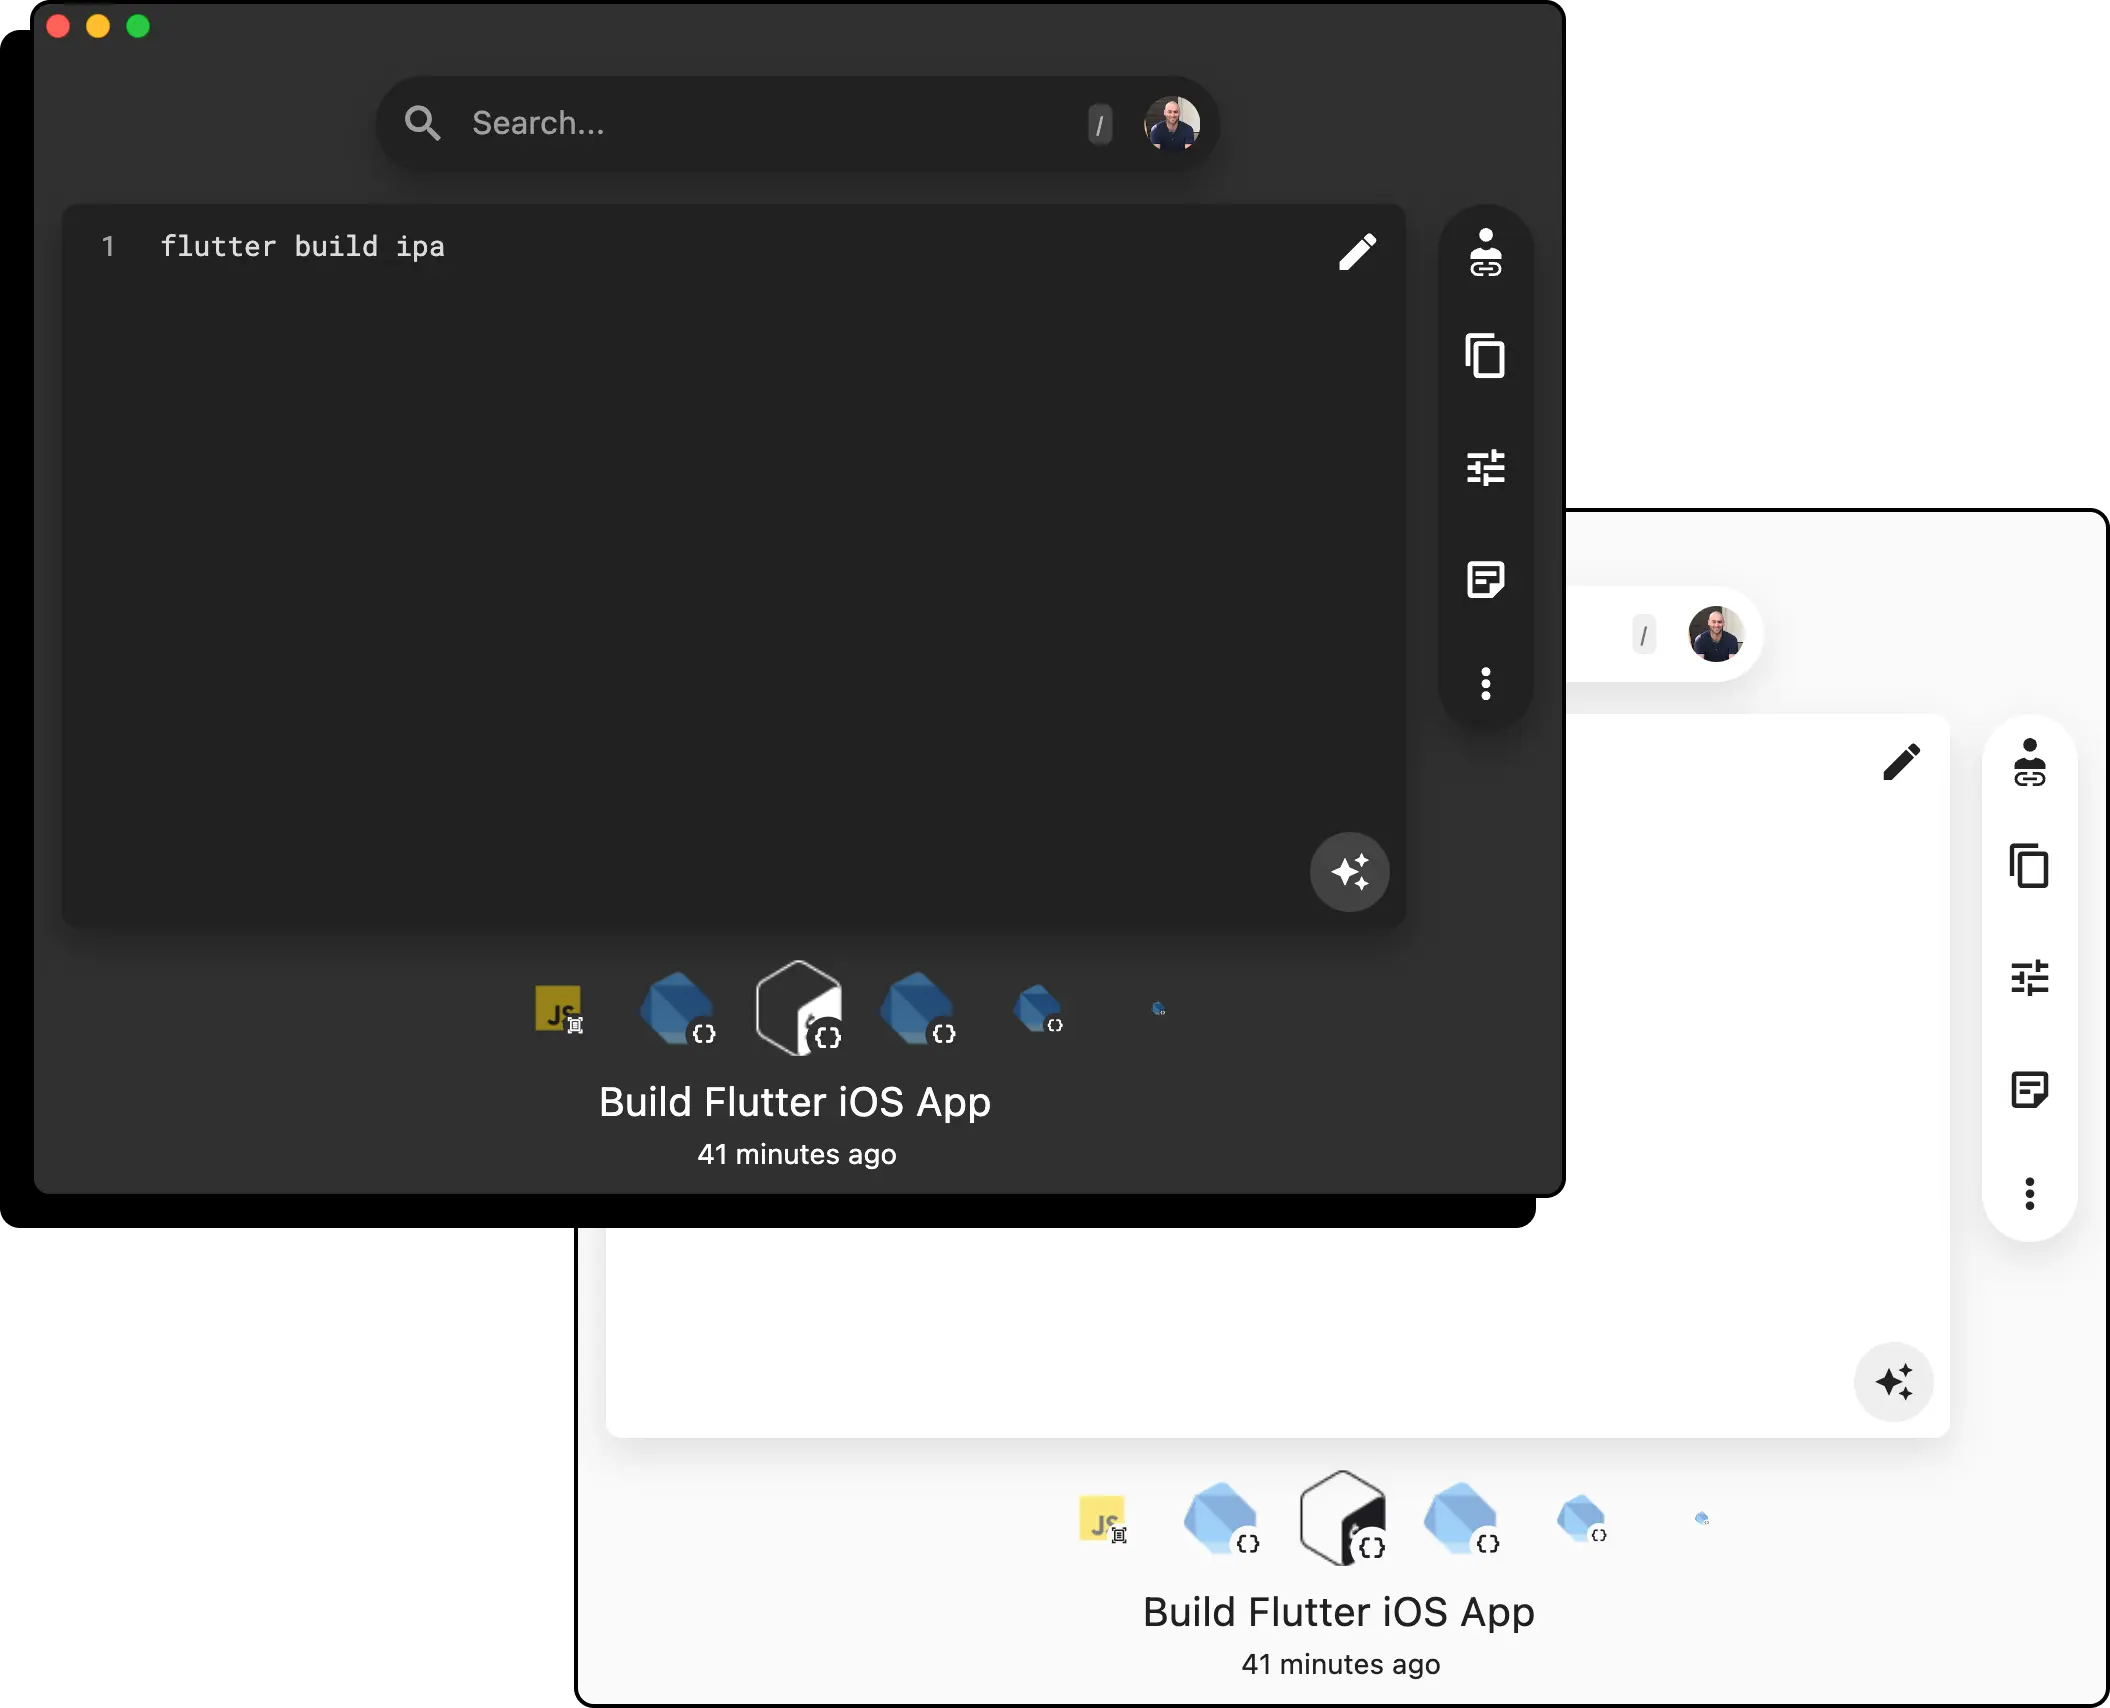 Search...
/
1 flutter build ipa
JS
Build Flutter iOS App
41 minutes ago
/
JS
Build Flutter iOS App
41 minutes ago